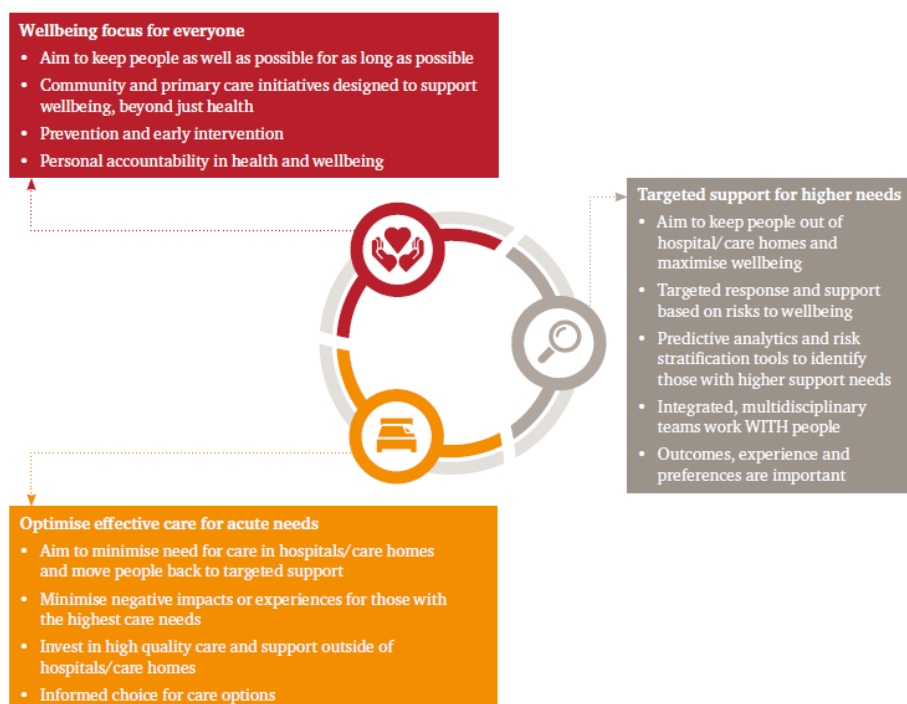 Wellbeing focus for everyone
• Aim to keep people as well as possible for as long as possible
• Community and primary care initiatives designed to support
wellbeing, beyond just health
• Prevention and early intervention
• Personal accountability in health and wellbeing
Targeted support for higher needs
• Aim to keep people out of
hospital/care homes and
maximise wellbeing
• Targeted response and support
based on risks to wellbeing
• Predictive analytics and risk
stratification tools to identify
those with higher support needs
• Integrated, multidisciplinary
teams work WITH people
• Outcomes, experience and
preferences are important
Optimise effective care for acute needs
• Aim to minimise need for care in hospitals/care homes
and move people back to targeted support
• Minimise negative impacts or experiences for those with
the highest care needs
• Invest in high quality care and support outside of
hospitals/care homes
• Informed choice for care options